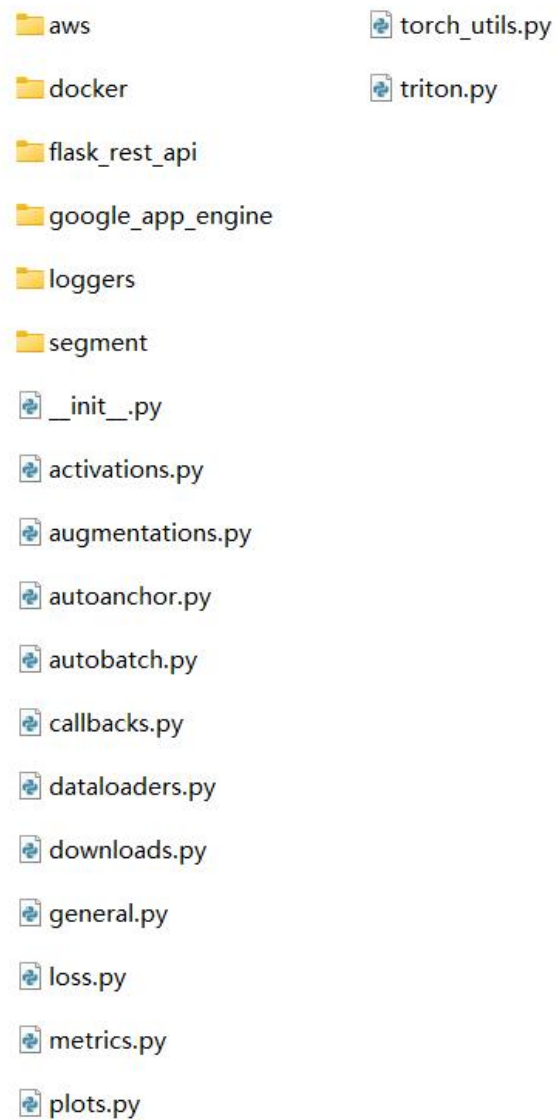 aws
docker
flask_rest_api
google_app_engine
loggers
segment
__init__.py
activations.py
augmentations.py
autoanchor.py
autobatch.py
callbacks.py
dataloaders.py
downloads.py
general.py
loss.py
metrics.py
plots.py
torch_utils.py
triton.py